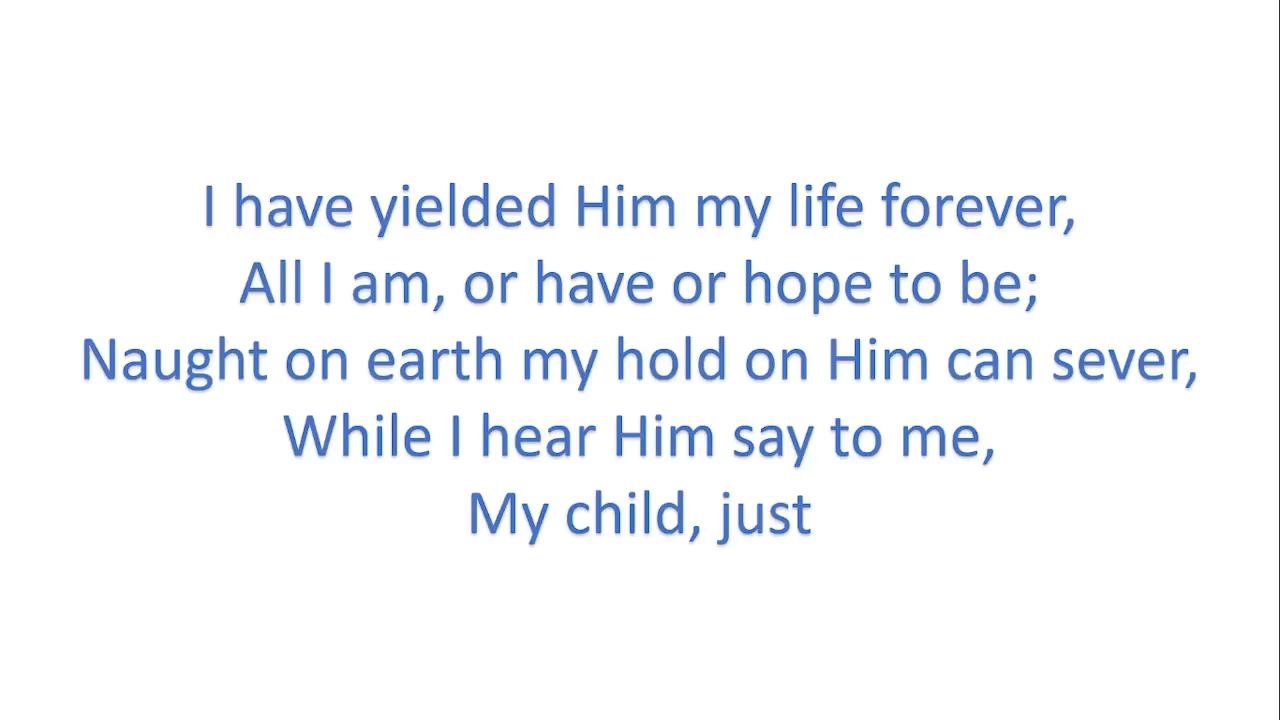 I have yielded Him my life forever,
All I am, or have or hope to be;
Naught on earth my hold on Him can sever,
While I hear Him say to me,
My child, just